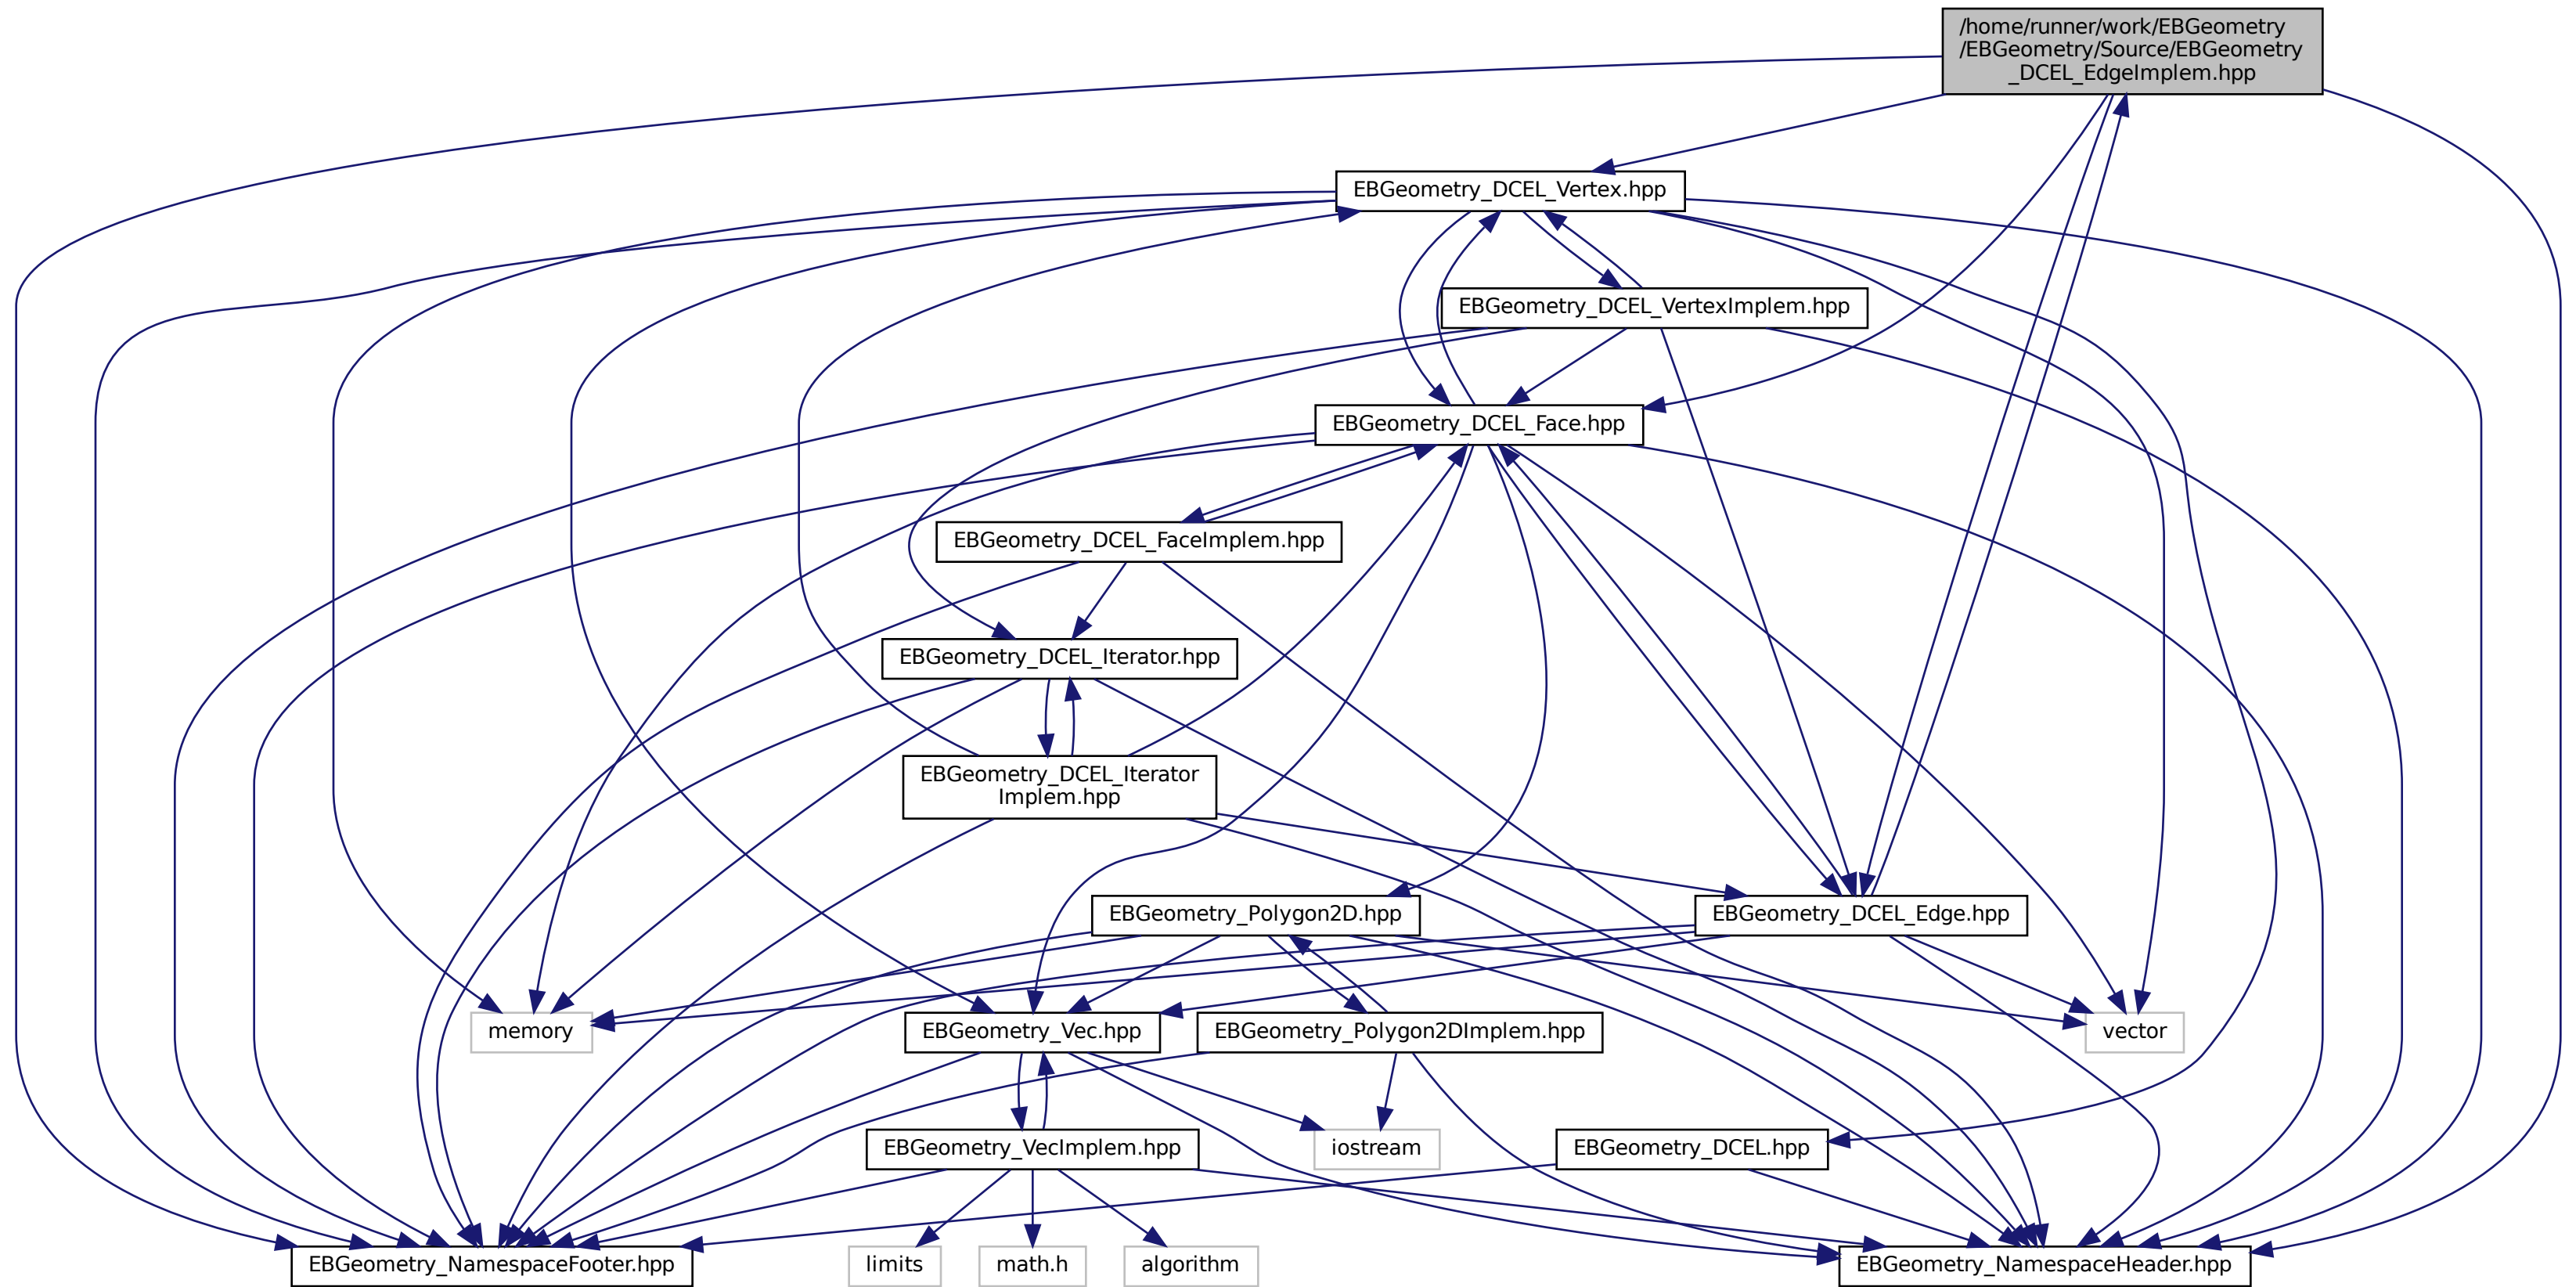 /home/runner/work/EBGeometry
/EBGeometry/Source/EBGeometry
_DCEL_EdgeImplem.hpp
EBGeometry_DCEL_Vertex.hpp
EBGeometry_DCEL_VertexImplem.hpp
EBGeometry_DCEL_Face.hpp
EBGeometry_DCEL_FaceImplem.hpp
EBGeometry_DCEL_Iterator.hpp
EBGeometry_DCEL_Iterator
Implem.hpp
EBGeometry_Polygon2D.hpp
EBGeometry_DCEL_Edge.hpp
memory
EBGeometry_Vec.hpp
EBGeometry_Polygon2DImplem.hpp
vector
EBGeometry_VecImplem.hpp
iostream
EBGeometry_DCEL.hpp
EBGeometry_NamespaceFooter.hpp
limits
math.h
algorithm
EBGeometry_NamespaceHeader.hpp